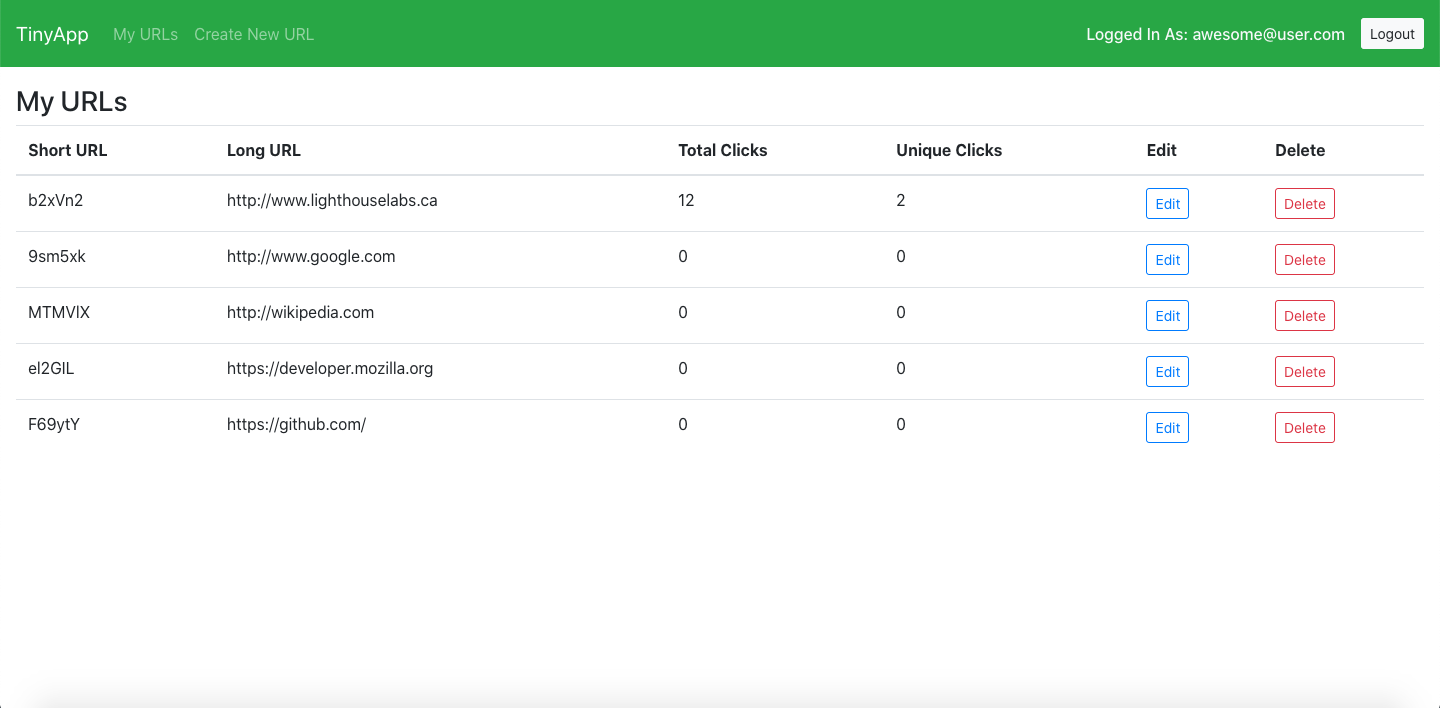 TinyApp My URLs Create New URL Logged In As: awesome@user.com Logout
My URLs
Short URL Long URL Total Clicks Unique Clicks Edit Delete
b2xVn2 http://www.lighthouselabs.ca 12 2 Edit Delete
9sm5xk http://www.google.com 0 0 Edit Delete
MTMVlX http://wikipedia.com 0 0 Edit Delete
el2GlL https://developer.mozilla.org 0 0 Edit Delete
F69ytY https://github.com/ 0 0 Edit Delete